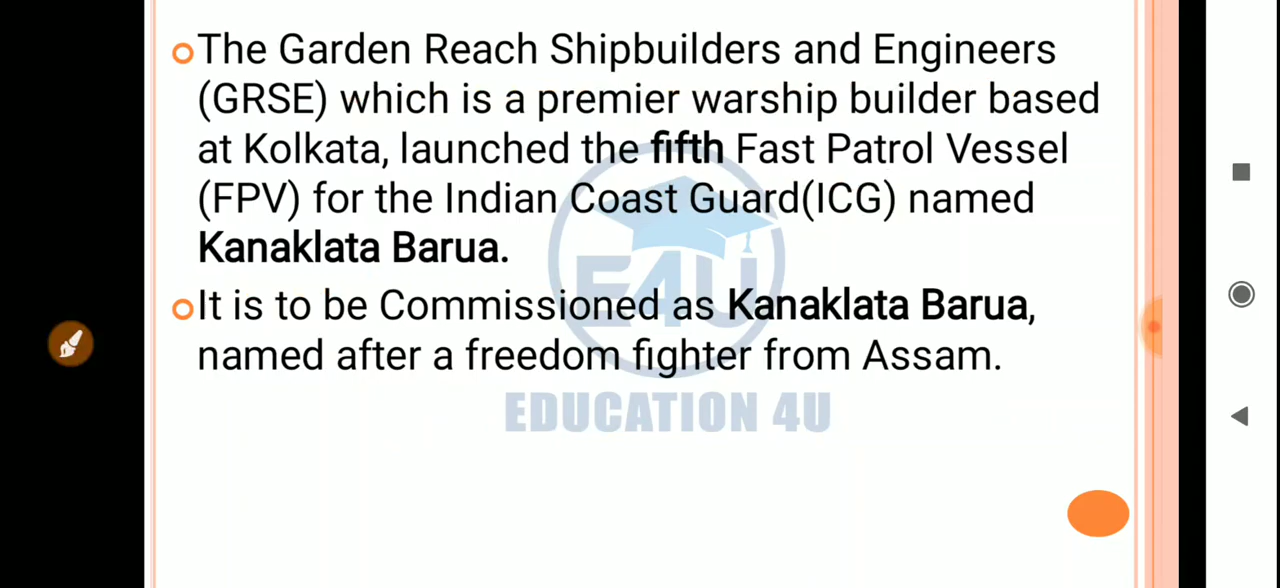 The Garden Reach Shipbuilders and Engineers
(GRSE) which is a premier warship builder based
at Kolkata, launched the fifth Fast Patrol Vessel
(FPV) for the Indian Coast Guard(ICG) named
Kanaklata Barua.
It is to be Commissioned as Kanaklata Barua,
named after a freedom fighter from Assam.
E4U
EDUCATION 4U